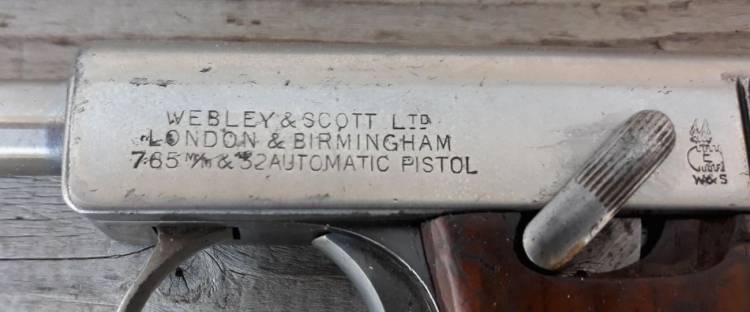 WEBLEY & SCOTT LTD
LONDON & BIRMINGHAM
7.65 M/M & .32 AUTOMATIC PISTOL
W&S